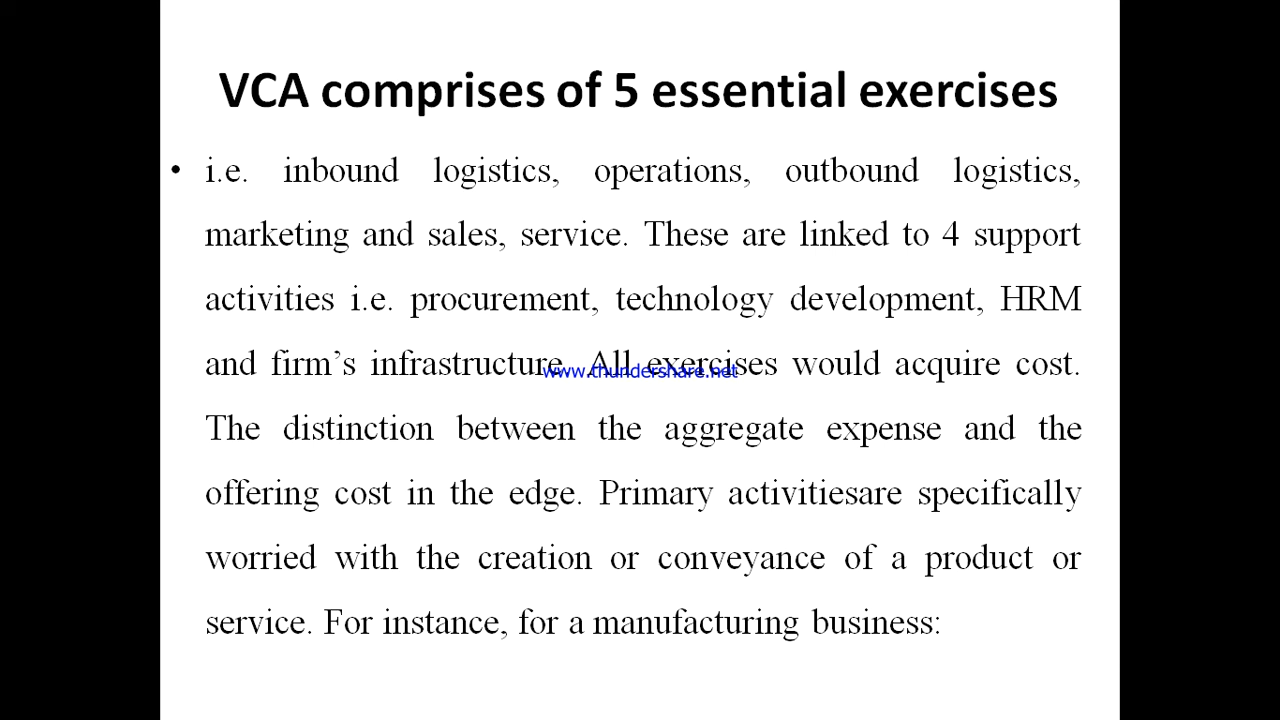 VCA comprises of 5 essential exercises
• i.e. inbound logistics, operations, outbound logistics,
marketing and sales, service. These are linked to 4 support
activities i.e. procurement, technology development, HRM
and firm’s infrastructure. All exercises would acquire cost.
www.thundershare.net
The distinction between the aggregate expense and the
offering cost in the edge. Primary activitiesare specifically
worried with the creation or conveyance of a product or
service. For instance, for a manufacturing business: